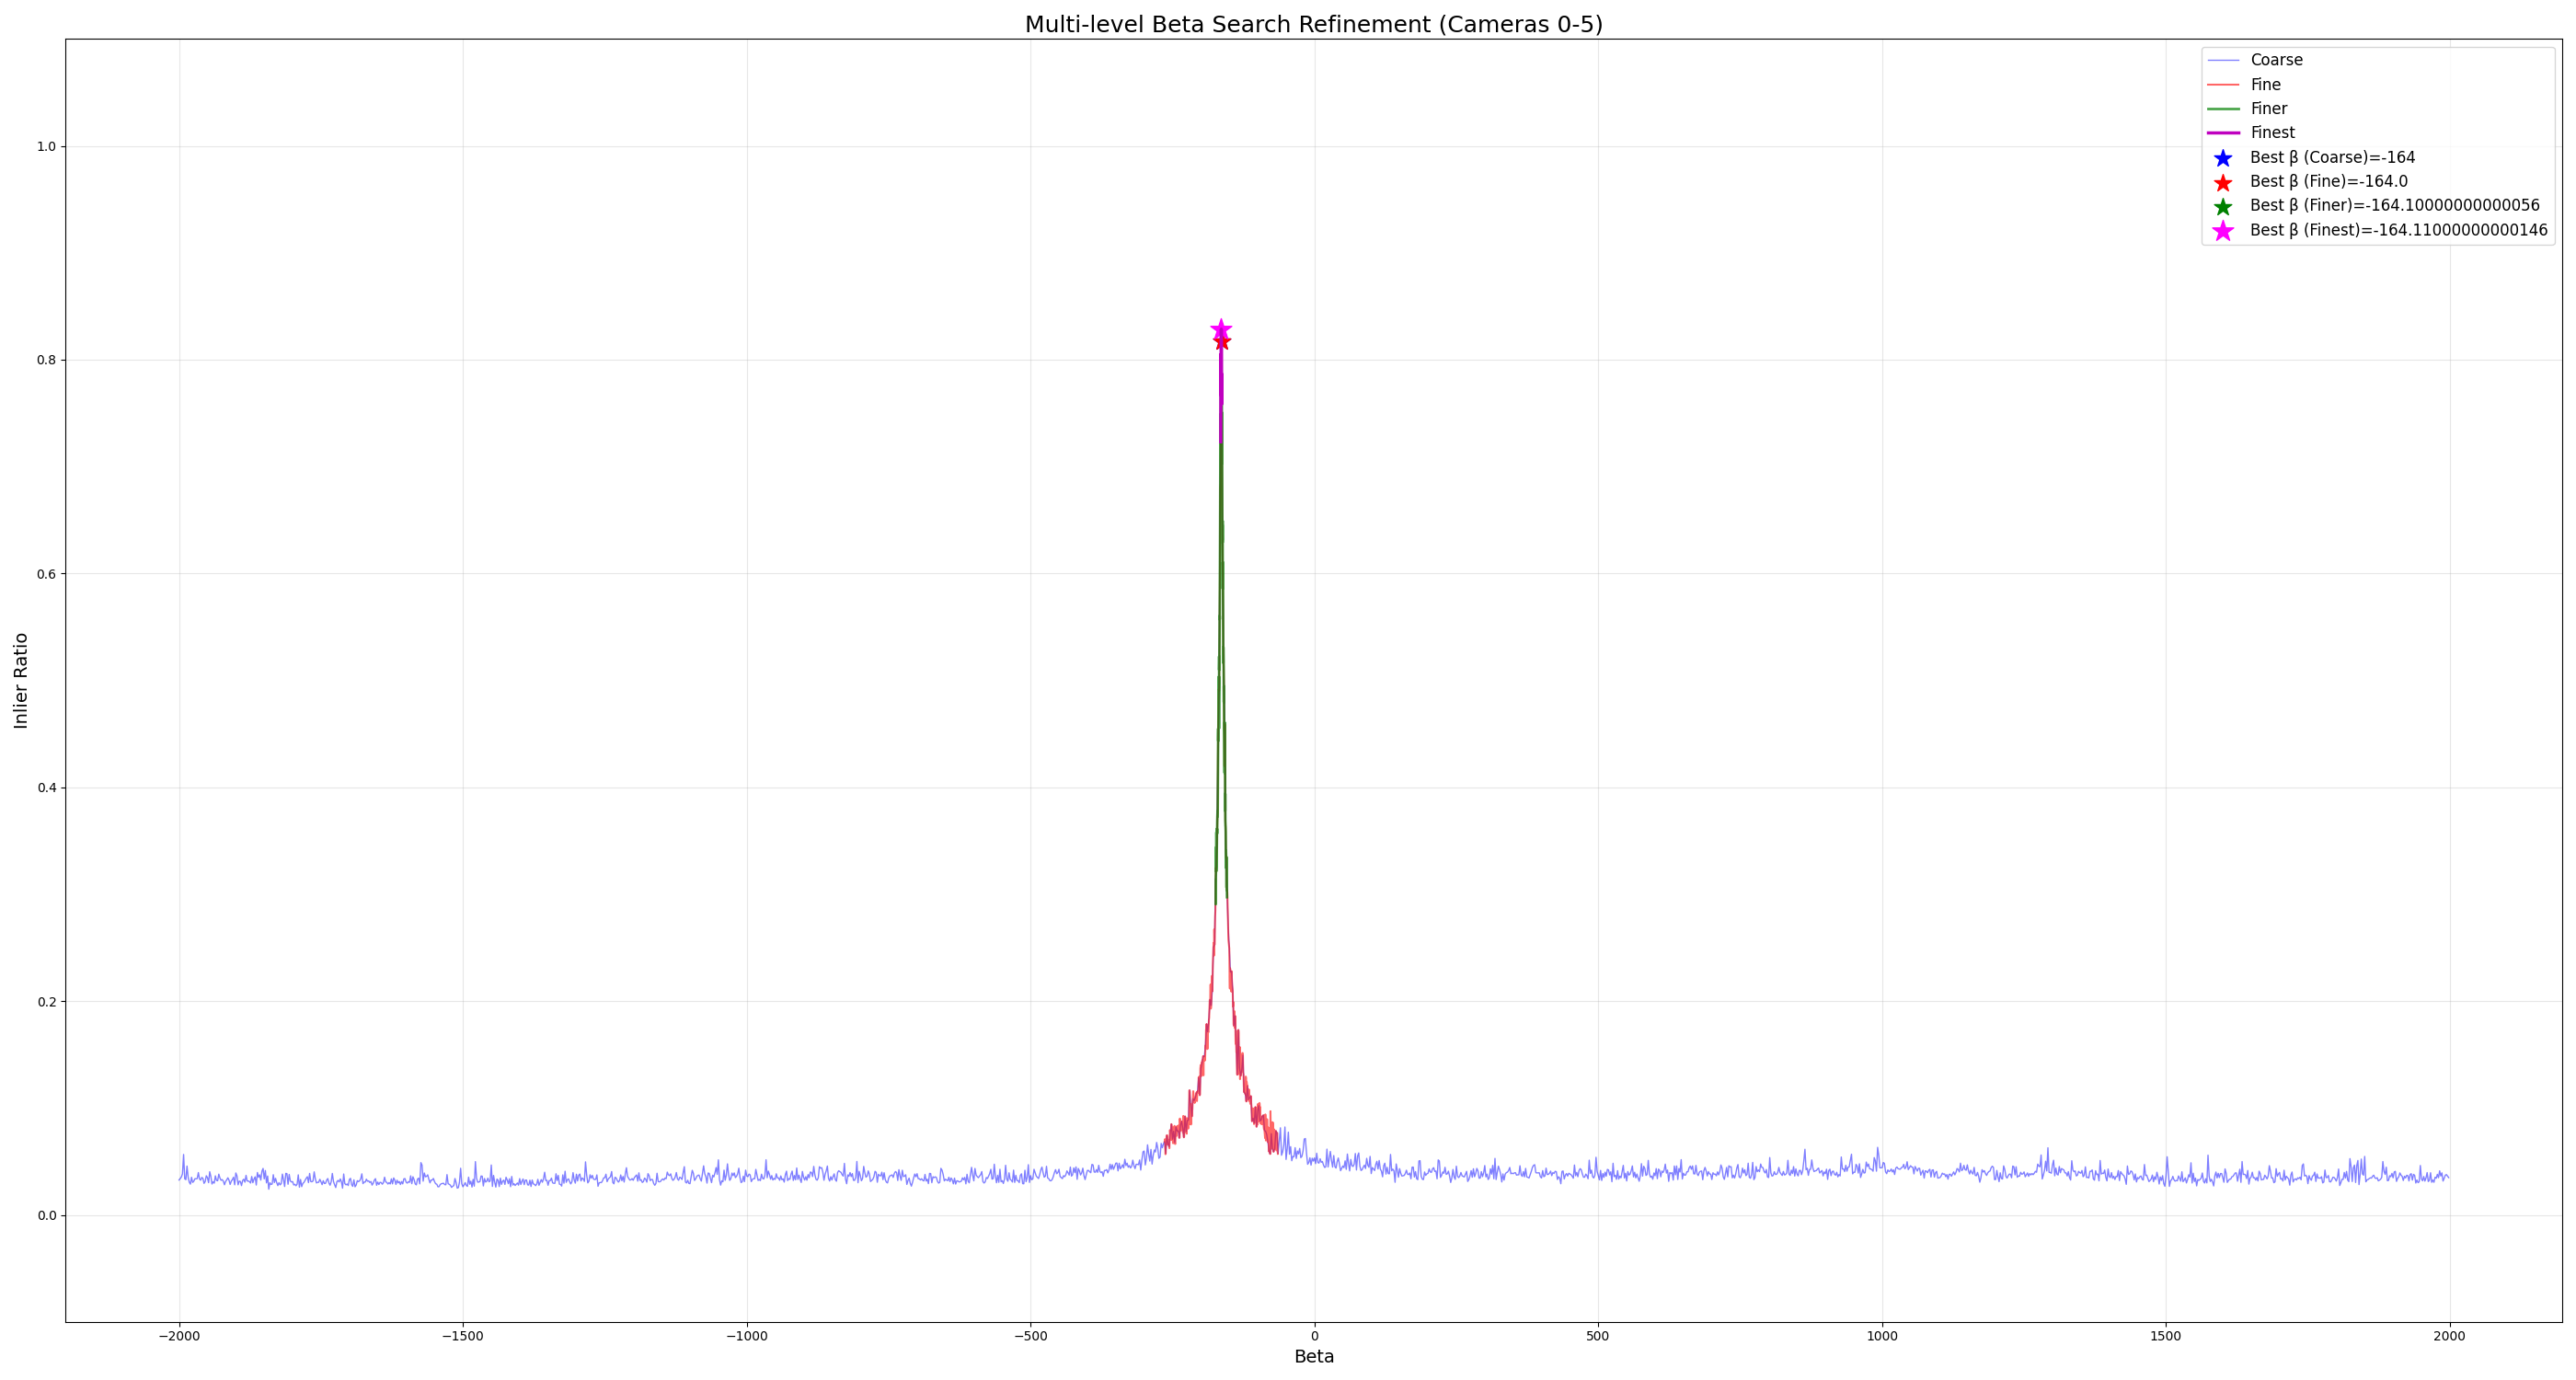 Multi-level Beta Search Refinement (Cameras 0-5)
Coarse
Fine
Finer
Finest
Best β (Coarse)=-164
Best β (Fine)=-164.0
Best β (Finer)=-164.10000000000056
Best β (Finest)=-164.11000000000146
Inlier Ratio
1.0
0.8
0.6
0.4
0.2
0.0
−2000 −1500 −1000 −500 0 500 1000 1500 2000
Beta